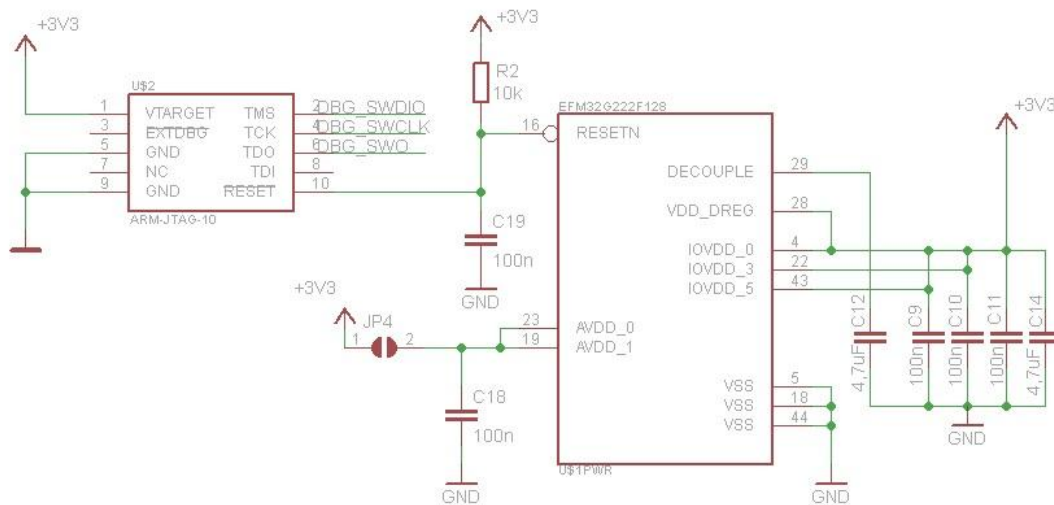 +3V3
U$2
1 VTARGET TMS 2 DBG_SWDIO
3 EXTDBG TCK 4 DBG_SWCLK
5 GND TDO 6 DBG_SWO
7 NC TDI 8
9 GND RESET 10
ARM-JTAG-10
+3V3
R2
10k
C19
100n
GND
+3V3
JP4
1 2
C18
100n
GND
EFM32G222F128
16 RESETN
DECOUPLE 29
VDD_DREG 28
IOVDD_0 4
IOVDD_3 22
IOVDD_5 43
23 AVDD_0
19 AVDD_1
VSS 5
VSS 18
VSS 44
U$1PWR
GND
+3V3
C12
4,7uF
C9
100n
C10
100n
C11
100n
C14
4,7uF
GND